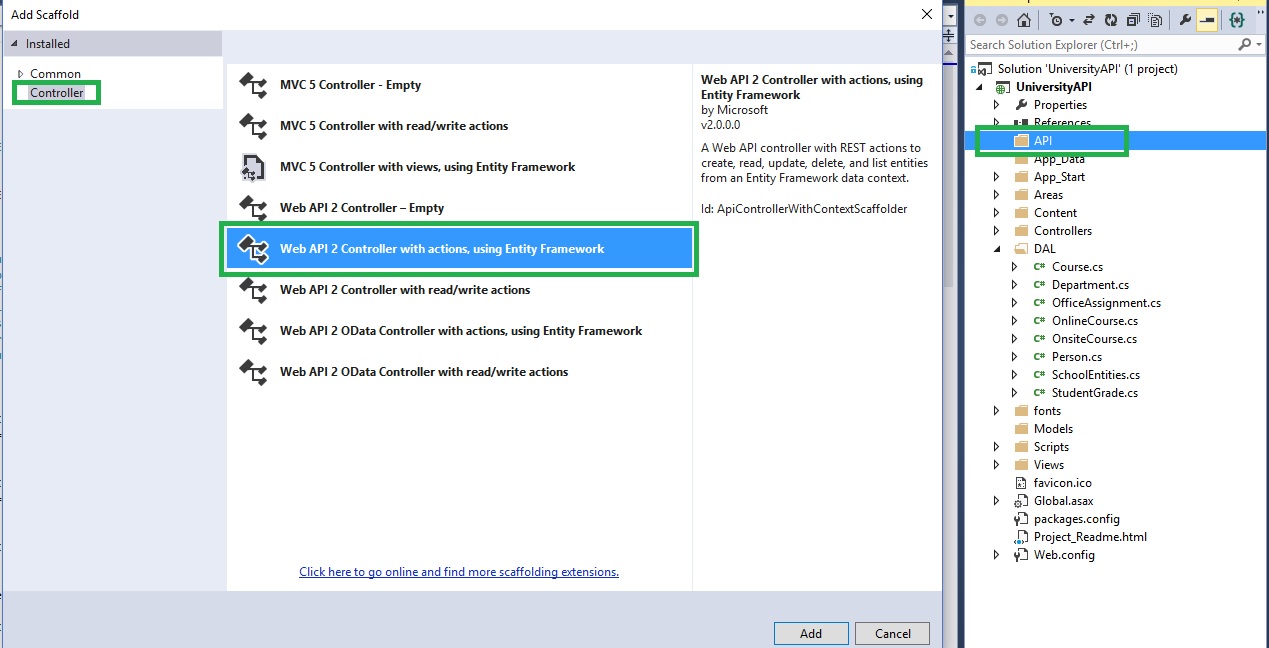 Add Scaffold
Installed
Common
Controller
MVC 5 Controller - Empty
MVC 5 Controller with read/write actions
MVC 5 Controller with views, using Entity Framework
Web API 2 Controller – Empty
Web API 2 Controller with actions, using Entity Framework
Web API 2 Controller with read/write actions
Web API 2 OData Controller with actions, using Entity Framework
Web API 2 OData Controller with read/write actions
Click here to go online and find more scaffolding extensions.
Web API 2 Controller with actions, using
Entity Framework
by Microsoft
v2.0.0.0
A Web API controller with REST actions to
create, read, update, delete, and list entities
from an Entity Framework data context.
Id: ApiControllerWithContextScaffolder
Add
Cancel
Search Solution Explorer (Ctrl+;)
Solution 'UniversityAPI' (1 project)
UniversityAPI
Properties
References
API
App_Data
App_Start
Areas
Content
Controllers
DAL
C# Course.cs
C# Department.cs
C# OfficeAssignment.cs
C# OnlineCourse.cs
C# OnsiteCourse.cs
C# Person.cs
C# SchoolEntities.cs
C# StudentGrade.cs
fonts
Models
Scripts
Views
favicon.ico
Global.asax
packages.config
Project_Readme.html
Web.config